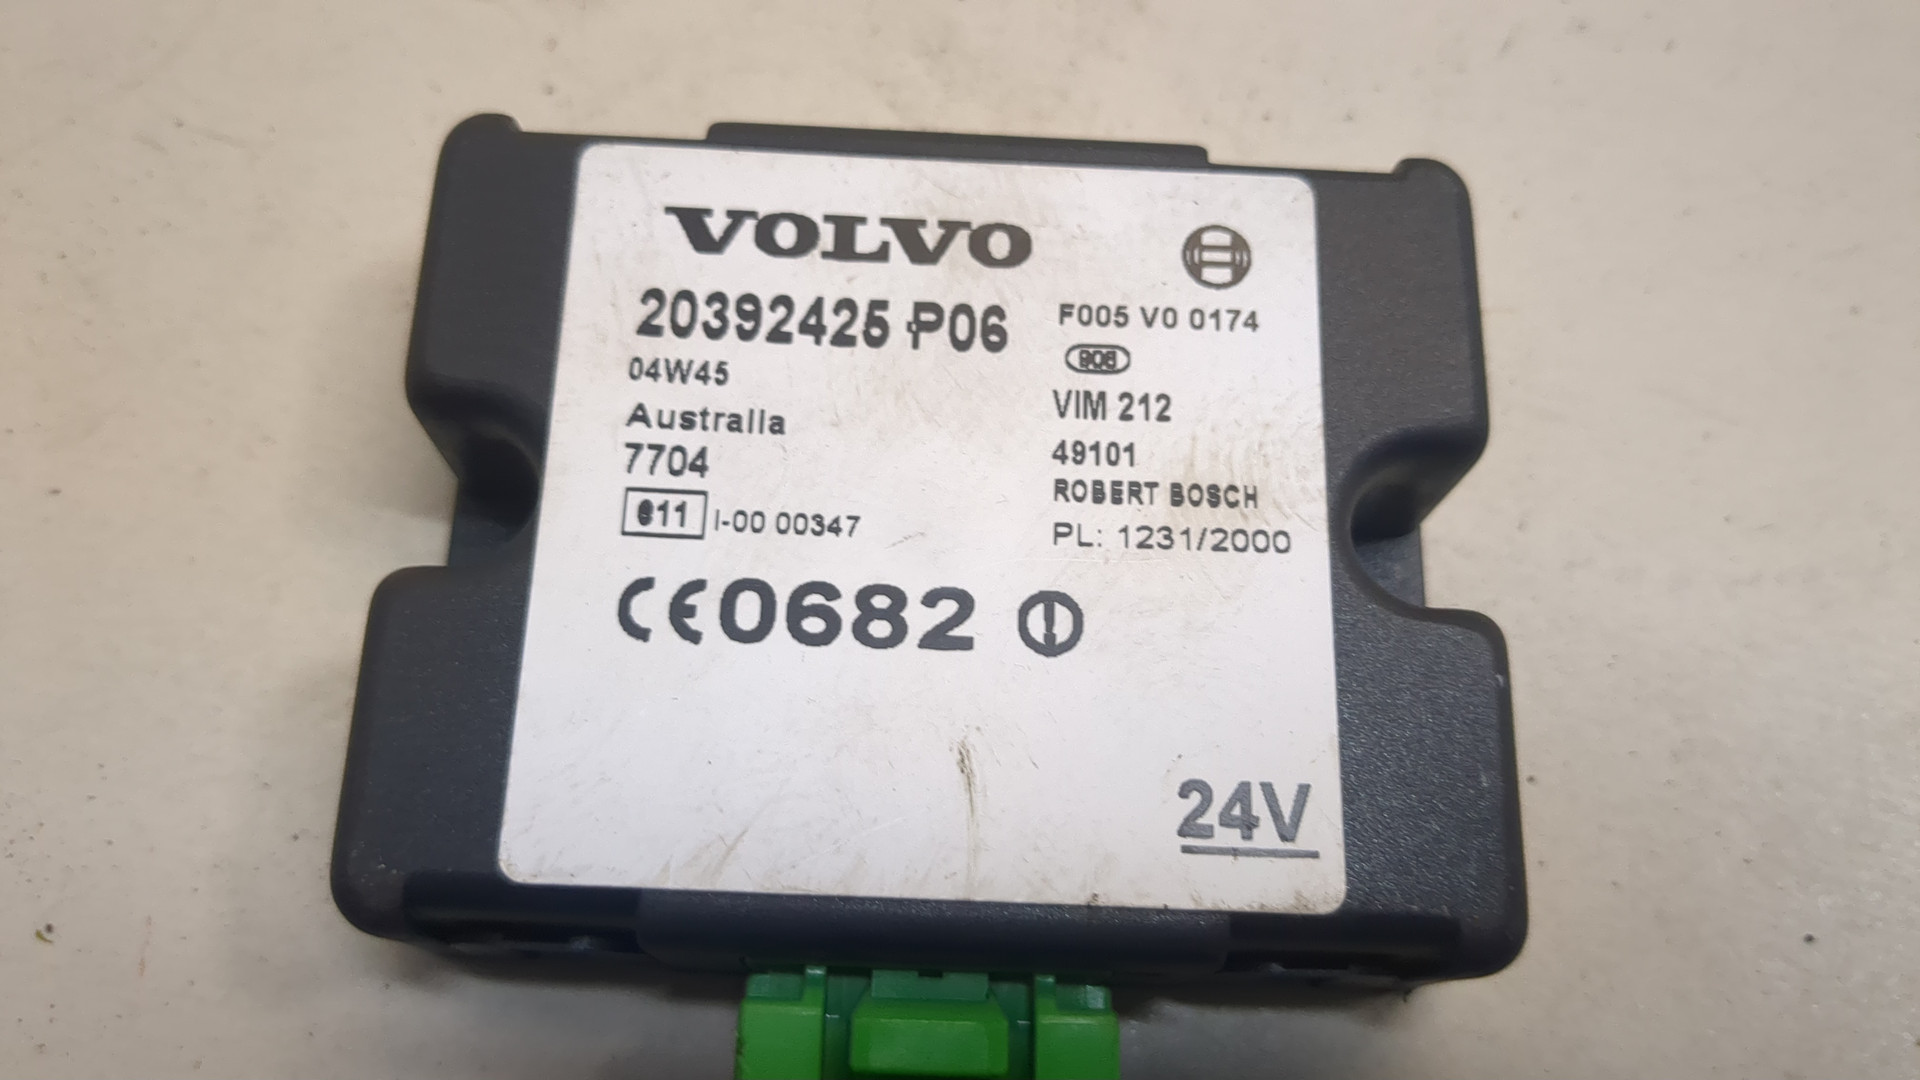 VOLVO
20392425 P06
04W45
Australia
7704
e11 I-00 00347
CE0682
F005 V0 0174
VIM 212
49101
ROBERT BOSCH
PL: 1231/2000
24V